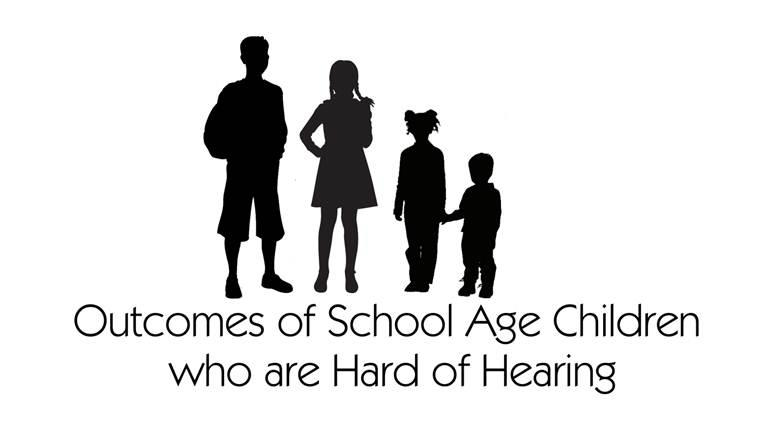 Outcomes of School Age Children
who are Hard of Hearing